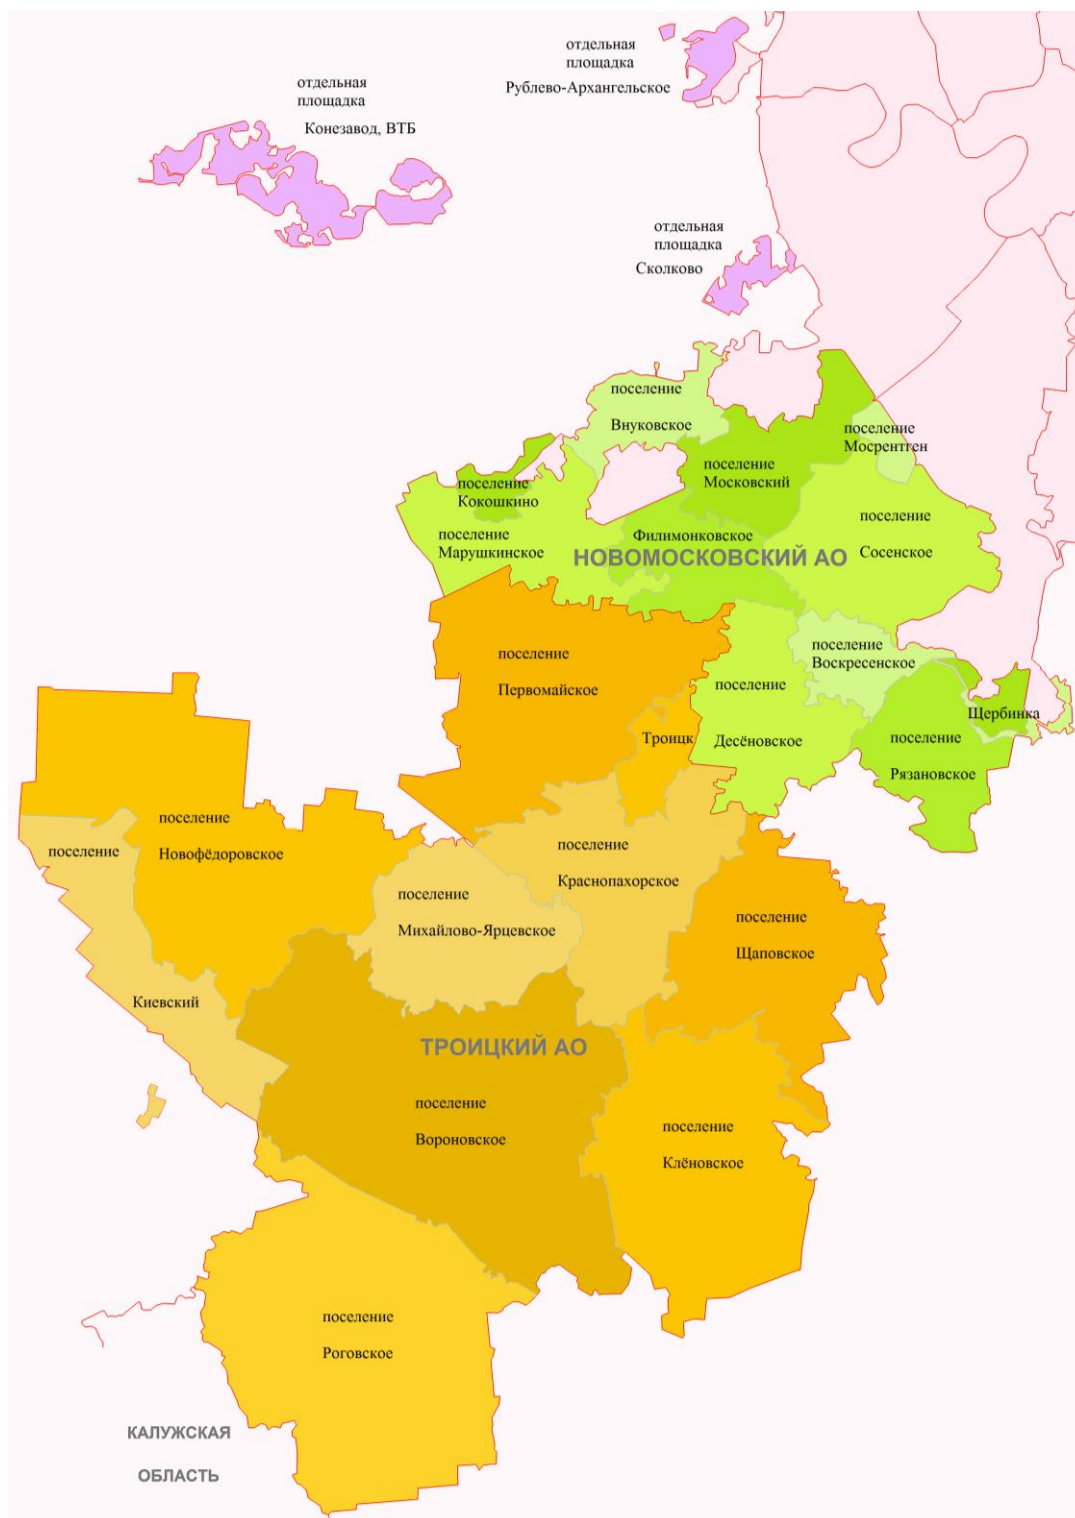 отдельная
площадка
Рублево-Архангельское
отдельная
площадка
Конезавод, ВТБ
отдельная
площадка
Сколково
поселение
Внуковское
поселение
Мосрентген
поселение
Московский
поселение
Кокошкино
поселение
Сосенское
поселение
Марушкинское
Филимонковское
НОВОМОСКОВСКИЙ АО
поселение
Воскресенское
поселение
Первомайское
поселение
Десёновское
Щербинка
Троицк
поселение
Рязановское
поселение
Новофёдоровское
поселение
Киевский
поселение
Краснопахорское
поселение
Михайлово-Ярцевское
поселение
Щаповское
ТРОИЦКИЙ АО
поселение
Вороновское
поселение
Клёновское
поселение
Роговское
КАЛУЖСКАЯ
ОБЛАСТЬ